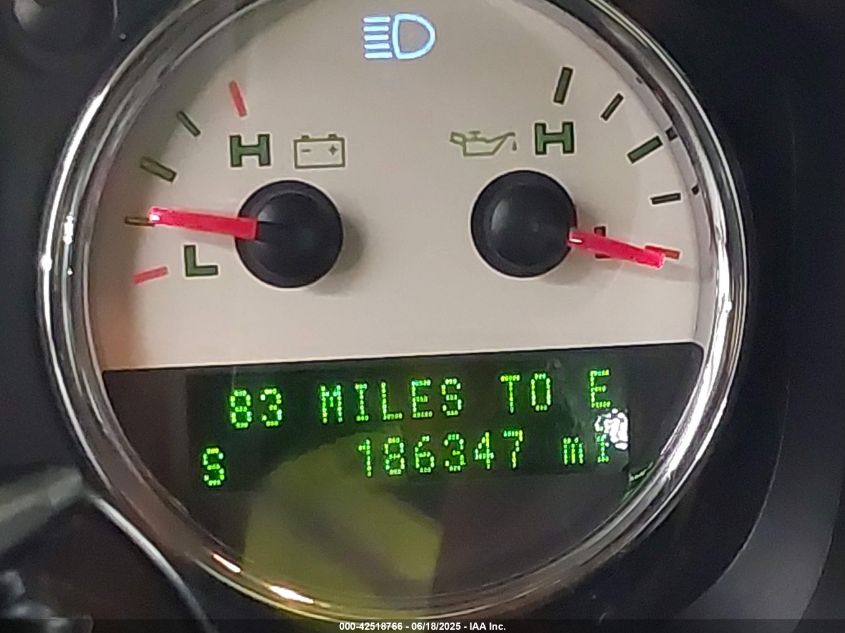 H H
L L
83 MILES TO E
S 186347 mi
000-42518766 - 06/18/2025 - IAA Inc.